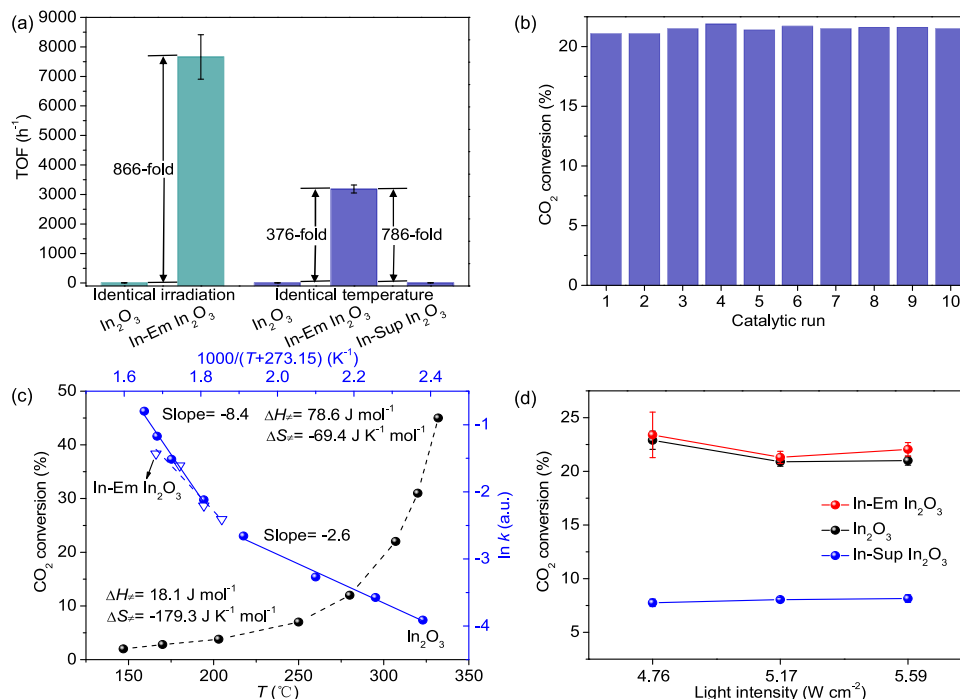 (a)
9000
8000
7000
6000
5000
4000
3000
2000
1000
0
TOF (h⁻¹)
866-fold
376-fold
786-fold
Identical irradiation
Identical temperature
In₂O₃
In-Em In₂O₃
In₂O₃
In-Em In₂O₃
In-Sup In₂O₃
(b)
20
15
10
5
0
CO₂ conversion (%)
1 2 3 4 5 6 7 8 9 10
Catalytic run
1000/(T+273.15) (K⁻¹)
1.6 1.8 2.0 2.2 2.4
(c)
50
40
30
20
10
0
CO₂ conversion (%)
Slope= -8.4
ΔH≠= 78.6 J mol⁻¹
ΔS≠= -69.4 J K⁻¹ mol⁻¹
In-Em In₂O₃
Slope= -2.6
ΔH≠= 18.1 J mol⁻¹
ΔS≠= -179.3 J K⁻¹ mol⁻¹
In₂O₃
-1
-2
-3
-4
ln k (a.u.)
150 200 250 300 350
T (℃)
(d)
25
20
15
10
5
CO₂ conversion (%)
In-Em In₂O₃
In₂O₃
In-Sup In₂O₃
4.76 5.17 5.59
Light intensity (W cm⁻²)